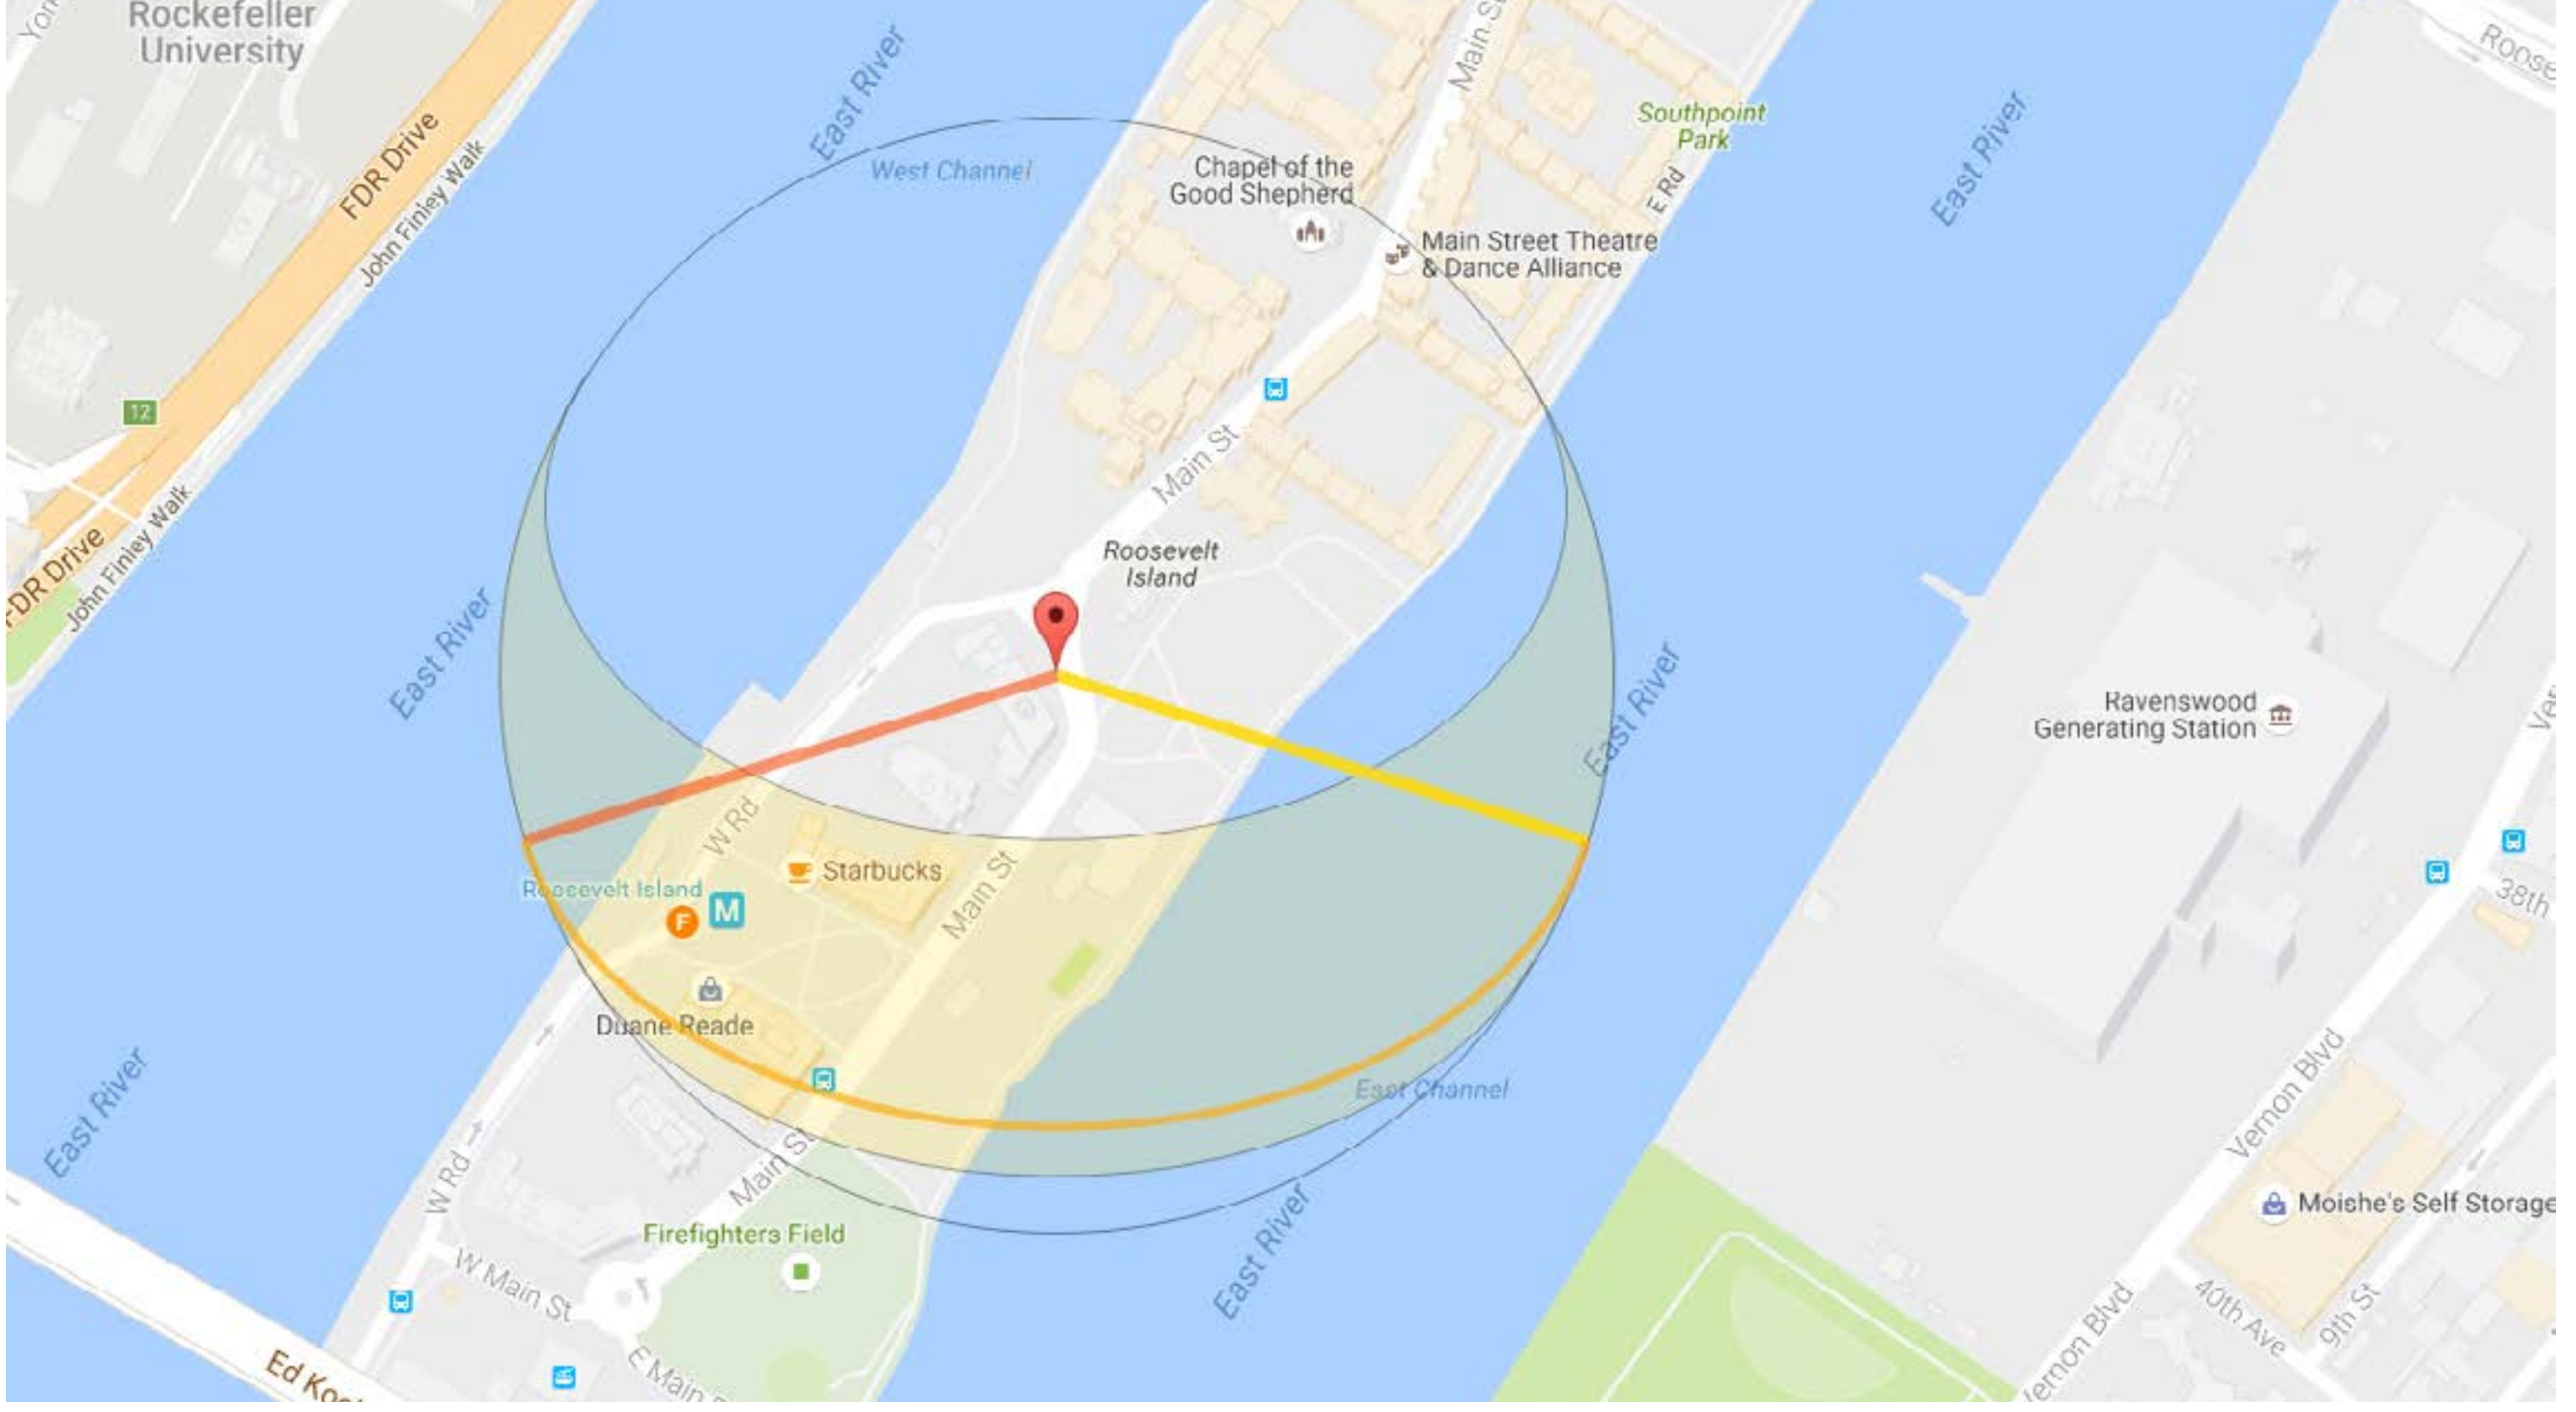 Rockefeller
University
FDR Drive
John Finley Walk
East River
West Channel
Main St
Southpoint
Park
East River
Chapel of the
Good Shepherd
E Rd
Main Street Theatre
& Dance Alliance
12
Main St
Roosevelt
Island
FDR Drive
John Finley Walk
East River
East River
Ravenswood
Generating Station
W Rd
Starbucks
Main St
Roosevelt Island
F
M
38th
Duane Reade
East Channel
East River
Vernon Blvd
W Rd
Main St
East River
Moishe's Self Storage
Firefighters Field
W Main St
40th Ave
9th St
Vernon Blvd
E Main